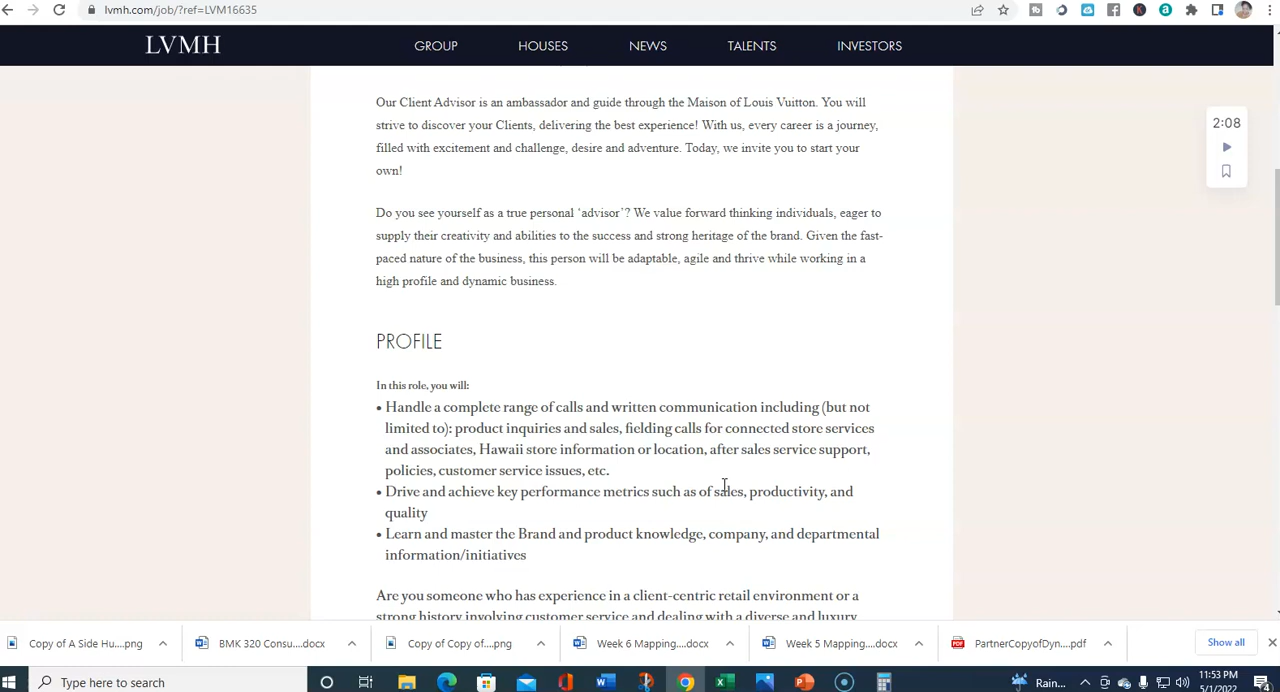 lvmh.com/job/?ref=LVM16635
LVMH GROUP HOUSES NEWS TALENTS INVESTORS
Our Client Advisor is an ambassador and guide through the Maison of Louis Vuitton. You will
strive to discover your Clients, delivering the best experience! With us, every career is a journey,
filled with excitement and challenge, desire and adventure. Today, we invite you to start your
own!
2:08
Do you see yourself as a true personal ‘advisor’? We value forward thinking individuals, eager to
supply their creativity and abilities to the success and strong heritage of the brand. Given the fast-
paced nature of the business, this person will be adaptable, agile and thrive while working in a
high profile and dynamic business.
PROFILE
In this role, you will:
• Handle a complete range of calls and written communication including (but not
limited to): product inquiries and sales, fielding calls for connected store services
and associates, Hawaii store information or location, after sales service support,
policies, customer service issues, etc.
• Drive and achieve key performance metrics such as of sales, productivity, and
quality
• Learn and master the Brand and product knowledge, company, and departmental
information/initiatives
Are you someone who has experience in a client-centric retail environment or a
strong history involving customer service and dealing with a diverse and luxury
Copy of A Side Hu....png BMK 320 Consu....docx Copy of Copy of....png Week 6 Mapping....docx Week 5 Mapping....docx PartnerCopyofDyn....pdf Show all
Type here to search Rain... 11:53 PM
5/1/2022